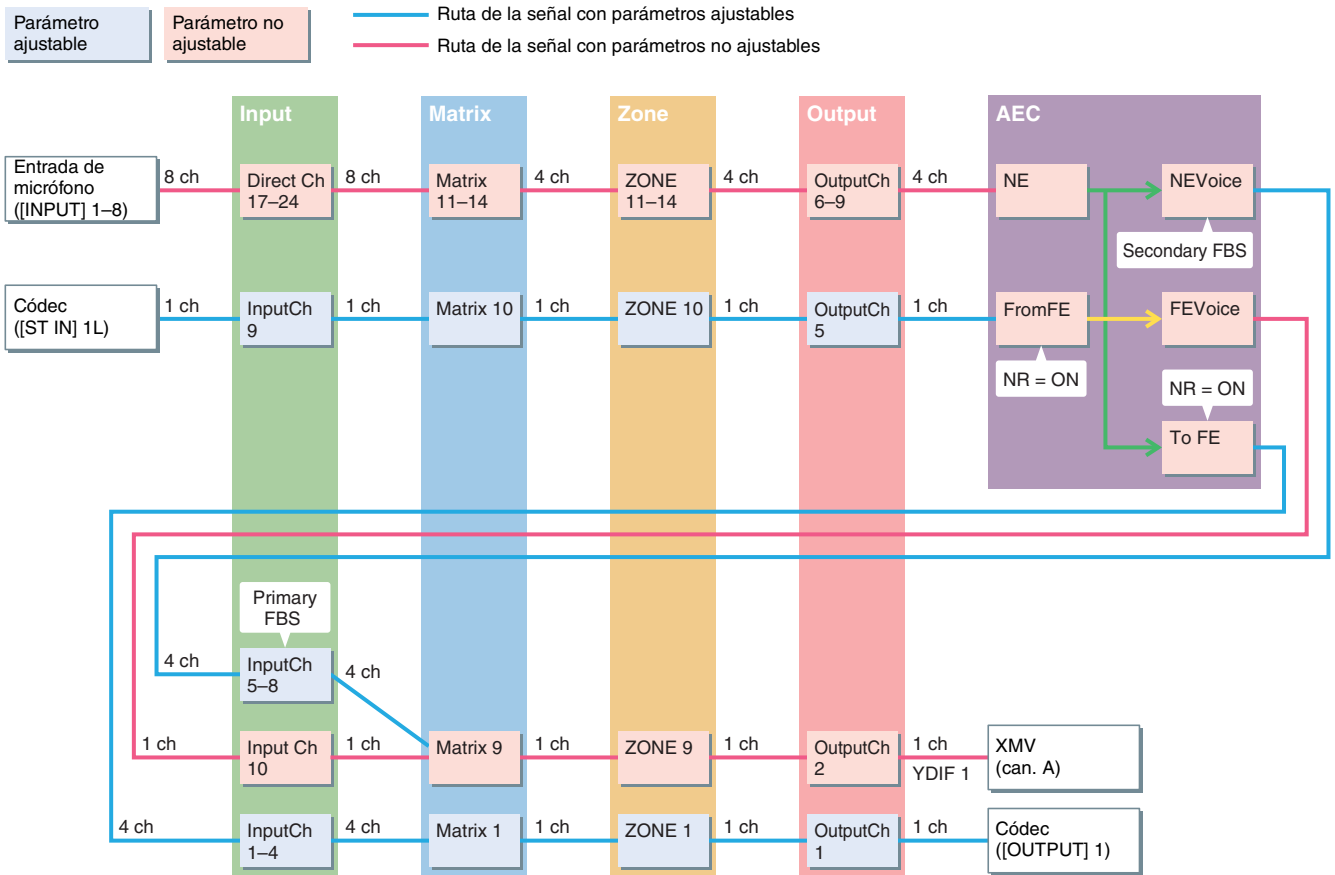 Parámetro
ajustable
Parámetro no
ajustable
Ruta de la señal con parámetros ajustables
Ruta de la señal con parámetros no ajustables
Input
Matrix
Zone
Output
AEC
Entrada de
micrófono
([INPUT] 1–8)
8 ch
Direct Ch
17–24
8 ch
Matrix
11–14
4 ch
ZONE
11–14
4 ch
OutputCh
6–9
4 ch
NE
NEVoice
Secondary FBS
Códec
([ST IN] 1L)
1 ch
InputCh
9
1 ch
Matrix 10
1 ch
ZONE 10
1 ch
OutputCh
5
1 ch
FromFE
FEVoice
NR = ON
NR = ON
To FE
Primary
FBS
4 ch
InputCh
5–8
4 ch
1 ch
Input Ch
10
1 ch
Matrix 9
1 ch
ZONE 9
1 ch
OutputCh
2
1 ch
YDIF 1
XMV
(can. A)
4 ch
InputCh
1–4
4 ch
Matrix 1
1 ch
ZONE 1
1 ch
OutputCh
1
1 ch
Códec
([OUTPUT] 1)